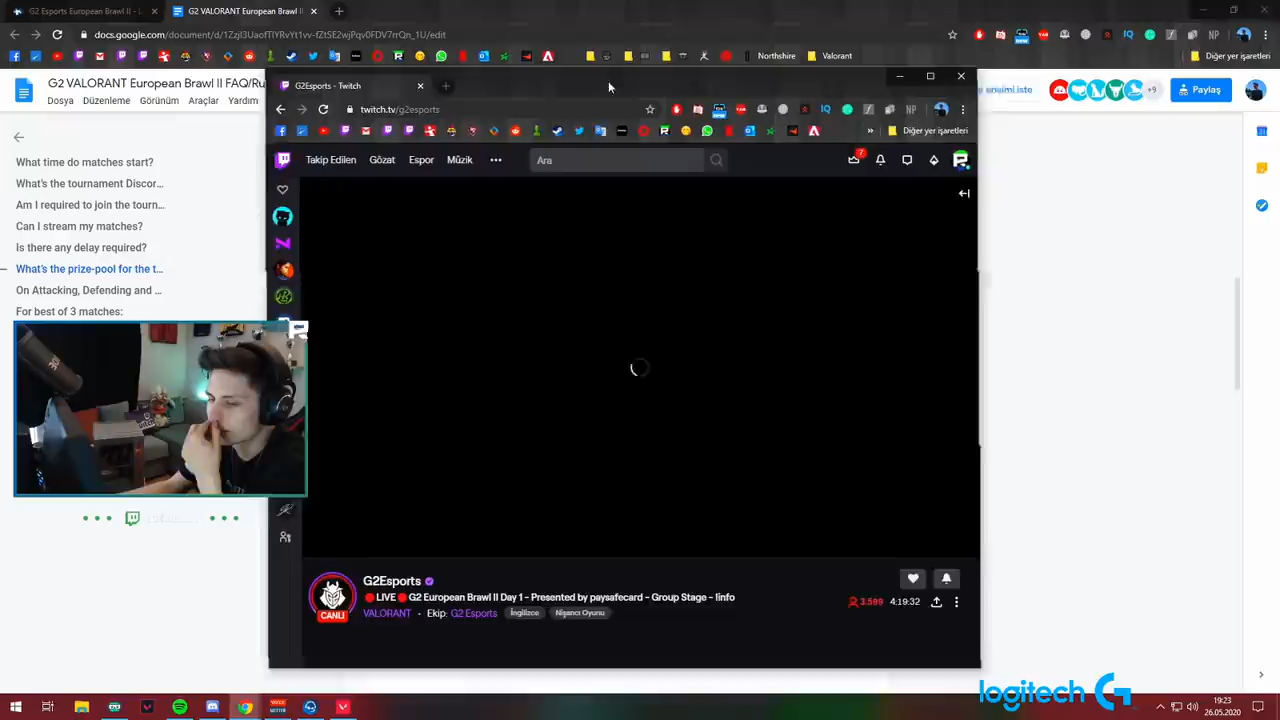 G2 Esports European Brawl II - L
G2 VALORANT European Brawl II
docs.google.com/document/d/1Zzjl3UaofTlYRvYt1vv-fZtSE2wjPqv0FDV7rrQn_1U/edit
Northshire
Valorant
Diğer yer işaretleri
G2 VALORANT European Brawl II FAQ/Ru
Dosya Düzenleme Görünüm Araçlar Yardım
+9
Paylaş
What time do matches start?
What's the tournament Discor...
Am I required to join the tourn...
Can I stream my matches?
Is there any delay required?
What's the prize-pool for the t...
On Attacking, Defending and ...
For best of 3 matches:
G2Esports - Twitch
twitch.tv/g2esports
NP
Diğer yer işaretleri
Takip Edilen Gözat Espor Müzik
Ara
7
G2Esports
LIVE G2 European Brawl II Day 1 - Presented by paysafecard - Group Stage - !info
VALORANT • Ekip: G2 Esports İngilizce Nişancı Oyunu
CANLI
3.599 4:19:32
logitech G
19:23
26.05.2020